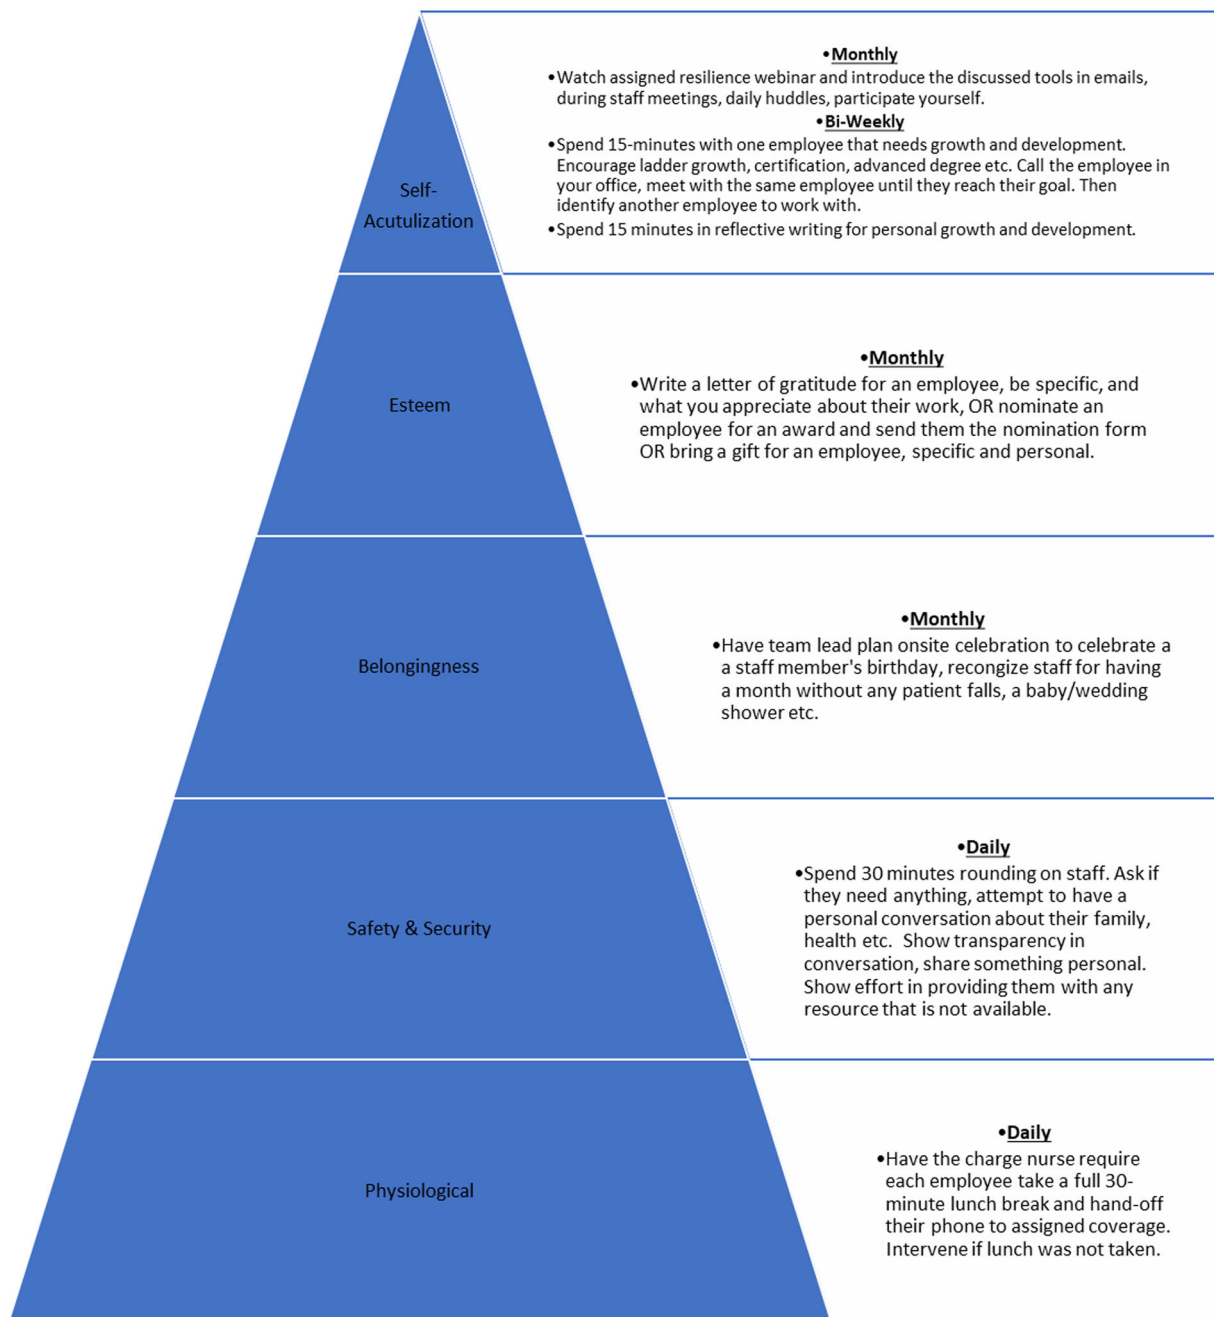 •Monthly
•Watch assigned resilience webinar and introduce the discussed tools in emails,
during staff meetings, daily huddles, participate yourself.
•Bi-Weekly
•Spend 15-minutes with one employee that needs growth and development.
Encourage ladder growth, certification, advanced degree etc. Call the employee in
your office, meet with the same employee until they reach their goal. Then
identify another employee to work with.
•Spend 15 minutes in reflective writing for personal growth and development.
Self-
Acutulization
•Monthly
•Write a letter of gratitude for an employee, be specific, and
what you appreciate about their work, OR nominate an
employee for an award and send them the nomination form
OR bring a gift for an employee, specific and personal.
Esteem
•Monthly
•Have team lead plan onsite celebration to celebrate a
a staff member's birthday, recongize staff for having
a month without any patient falls, a baby/wedding
shower etc.
Belongingness
•Daily
•Spend 30 minutes rounding on staff. Ask if
they need anything, attempt to have a
personal conversation about their family,
health etc.  Show transparency in
conversation, share something personal.
Show effort in providing them with any
resource that is not available.
Safety & Security
•Daily
•Have the charge nurse require
each employee take a full 30-
minute lunch break and hand-off
their phone to assigned coverage.
Intervene if lunch was not taken.
Physiological